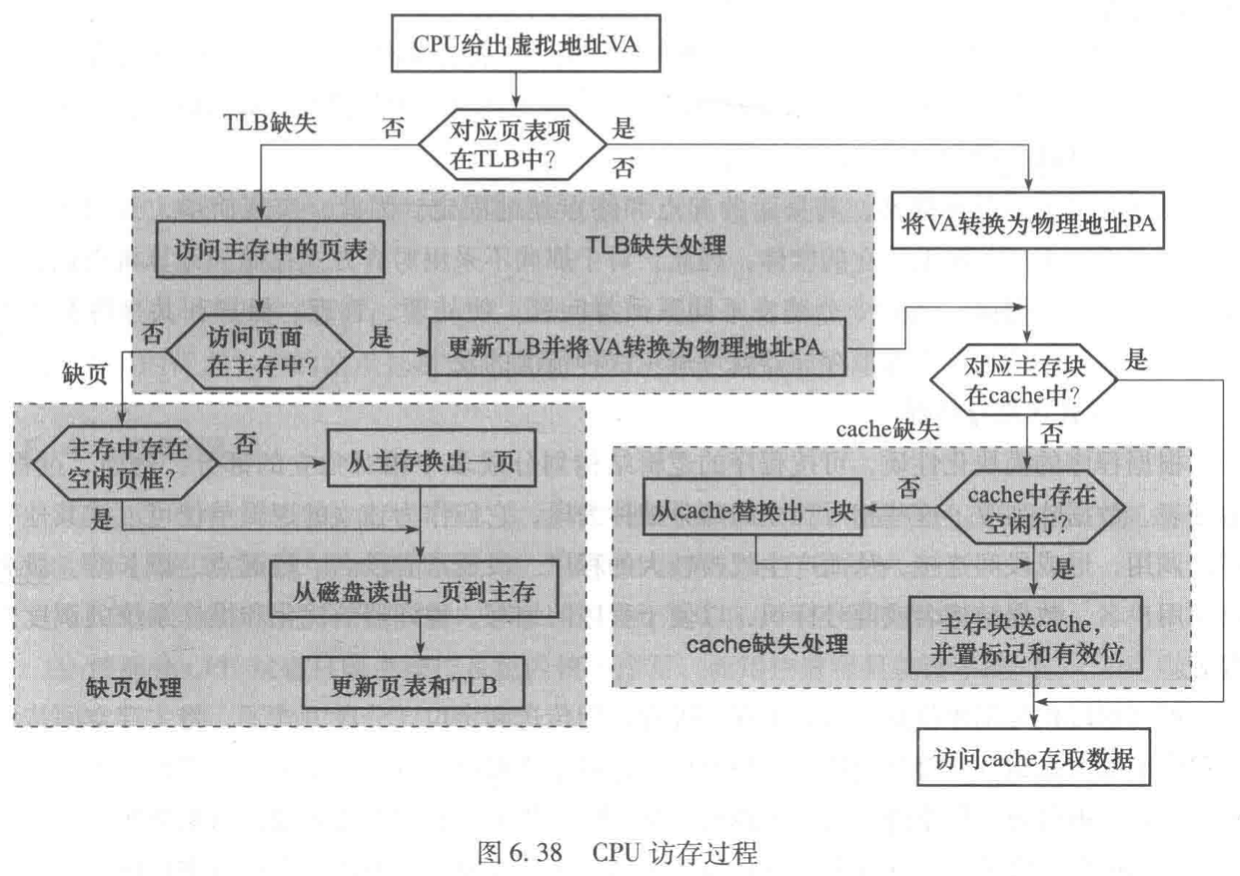 CPU给出虚拟地址VA
TLB缺失
否
对应页表项
在TLB中?
是
否
访问主存中的页表
TLB缺失处理
将VA转换为物理地址PA
否
访问页面
在主存中?
是
更新TLB并将VA转换为物理地址PA
缺页
对应主存块
在cache中?
是
主存中存在
空闲页框?
否
从主存换出一页
cache缺失
否
是
从cache替换出一块
否
cache中存在
空闲行?
从磁盘读出一页到主存
是
cache缺失处理
主存块送cache,
并置标记和有效位
缺页处理
更新页表和TLB
访问cache存取数据
图 6.38 CPU 访存过程